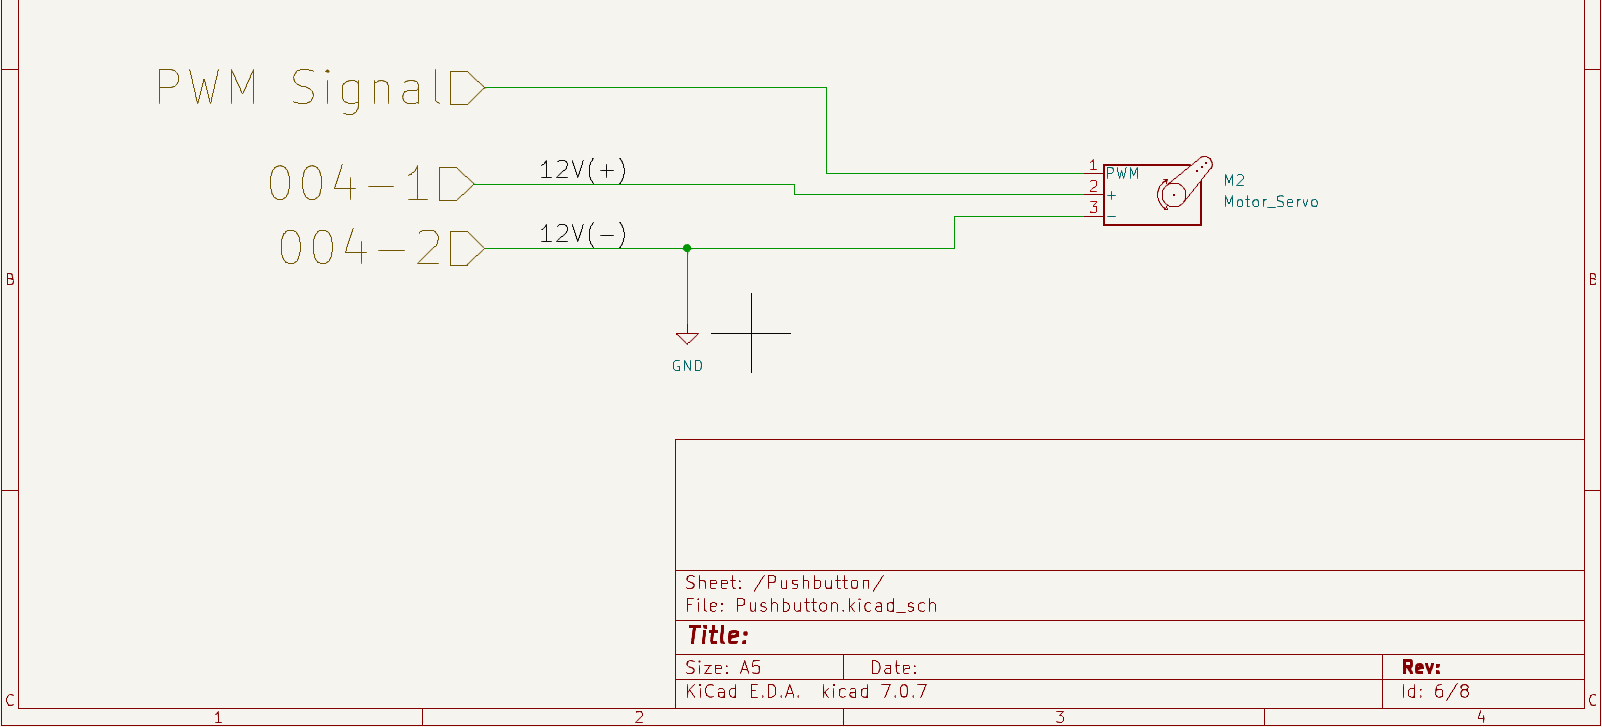 PWM Signal
004-1
12V(+)
004-2
12V(-)
1
PWM
2
+
3
-
M2
Motor_Servo
GND
B
B
Sheet: /Pushbutton/
File: Pushbutton.kicad_sch
Title:
Size: A5
Date:
Rev:
KiCad E.D.A. kicad 7.0.7
Id: 6/8
C
C
1
2
3
4